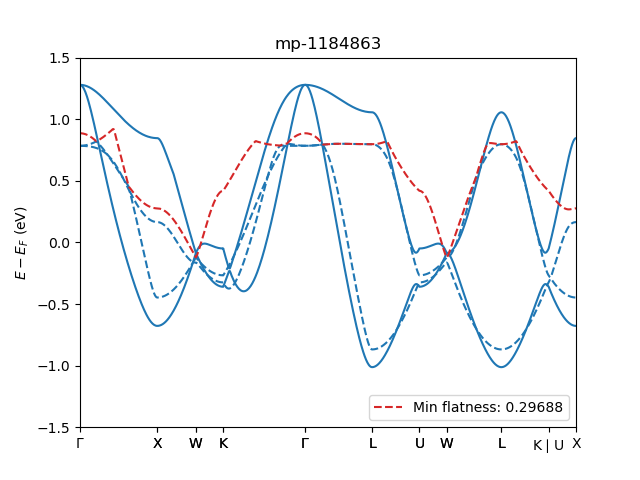 mp-1184863
1.5
1.0
0.5
0.0
−0.5
−1.0
−1.5
E − E_F (eV)
Min flatness: 0.29688
Γ X W K Γ L U W L K | U X